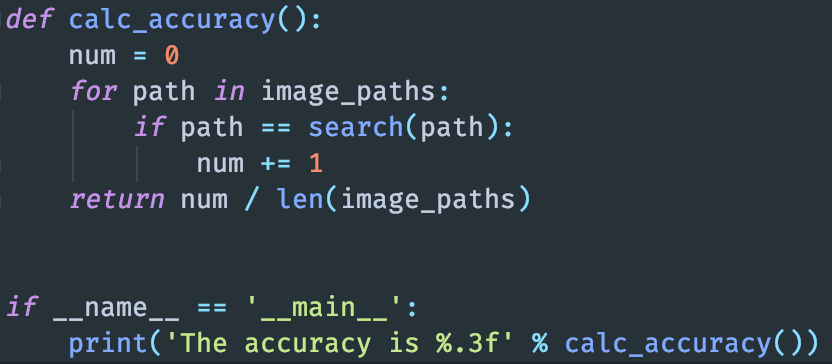 def calc_accuracy():
    num = 0
    for path in image_paths:
        if path == search(path):
            num += 1
    return num / len(image_paths)
if __name__ == '__main__':
    print('The accuracy is %.3f' % calc_accuracy())